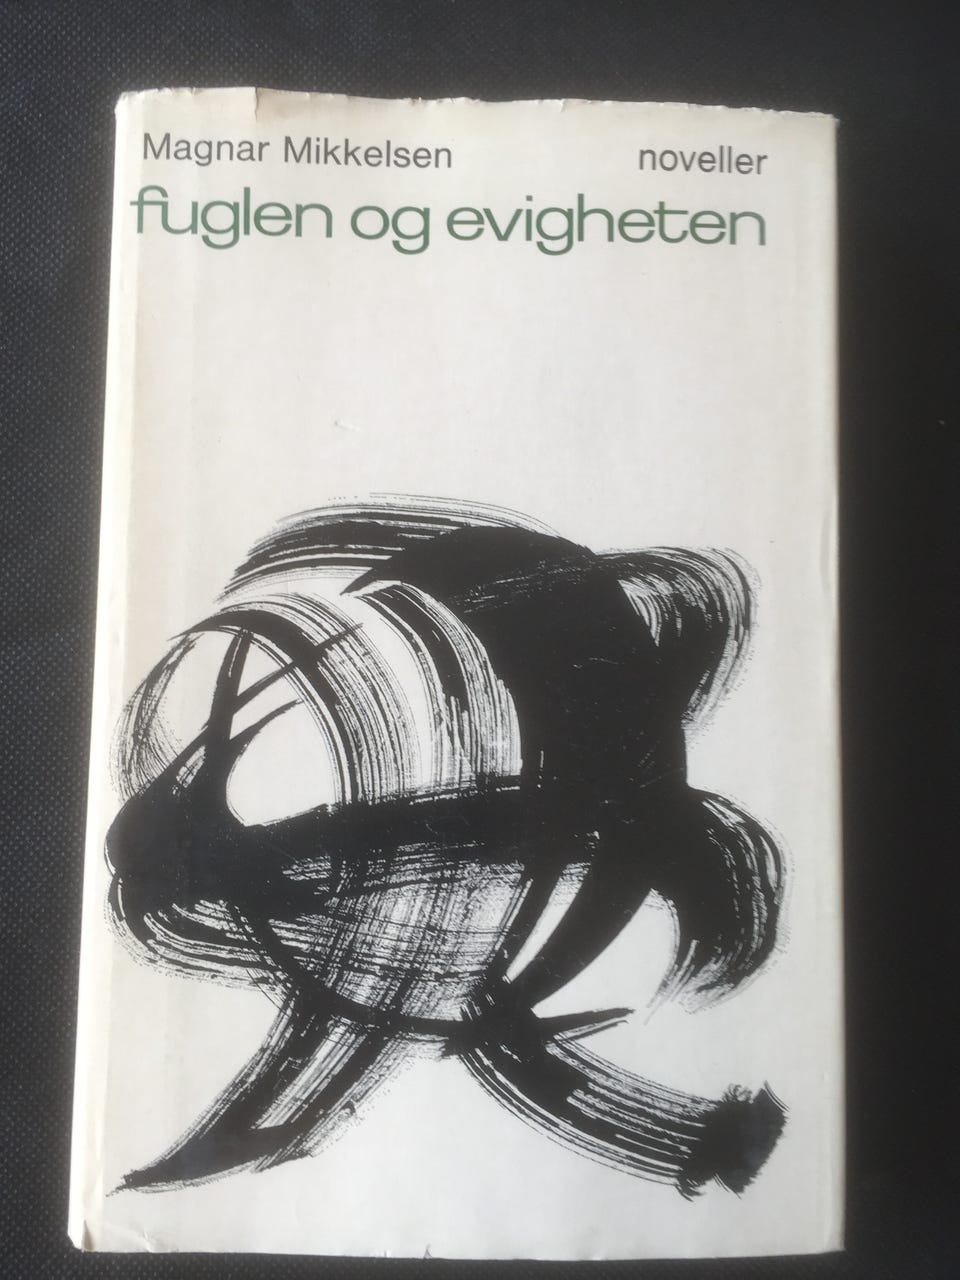 Magnar Mikkelsen noveller
fuglen og evigheten